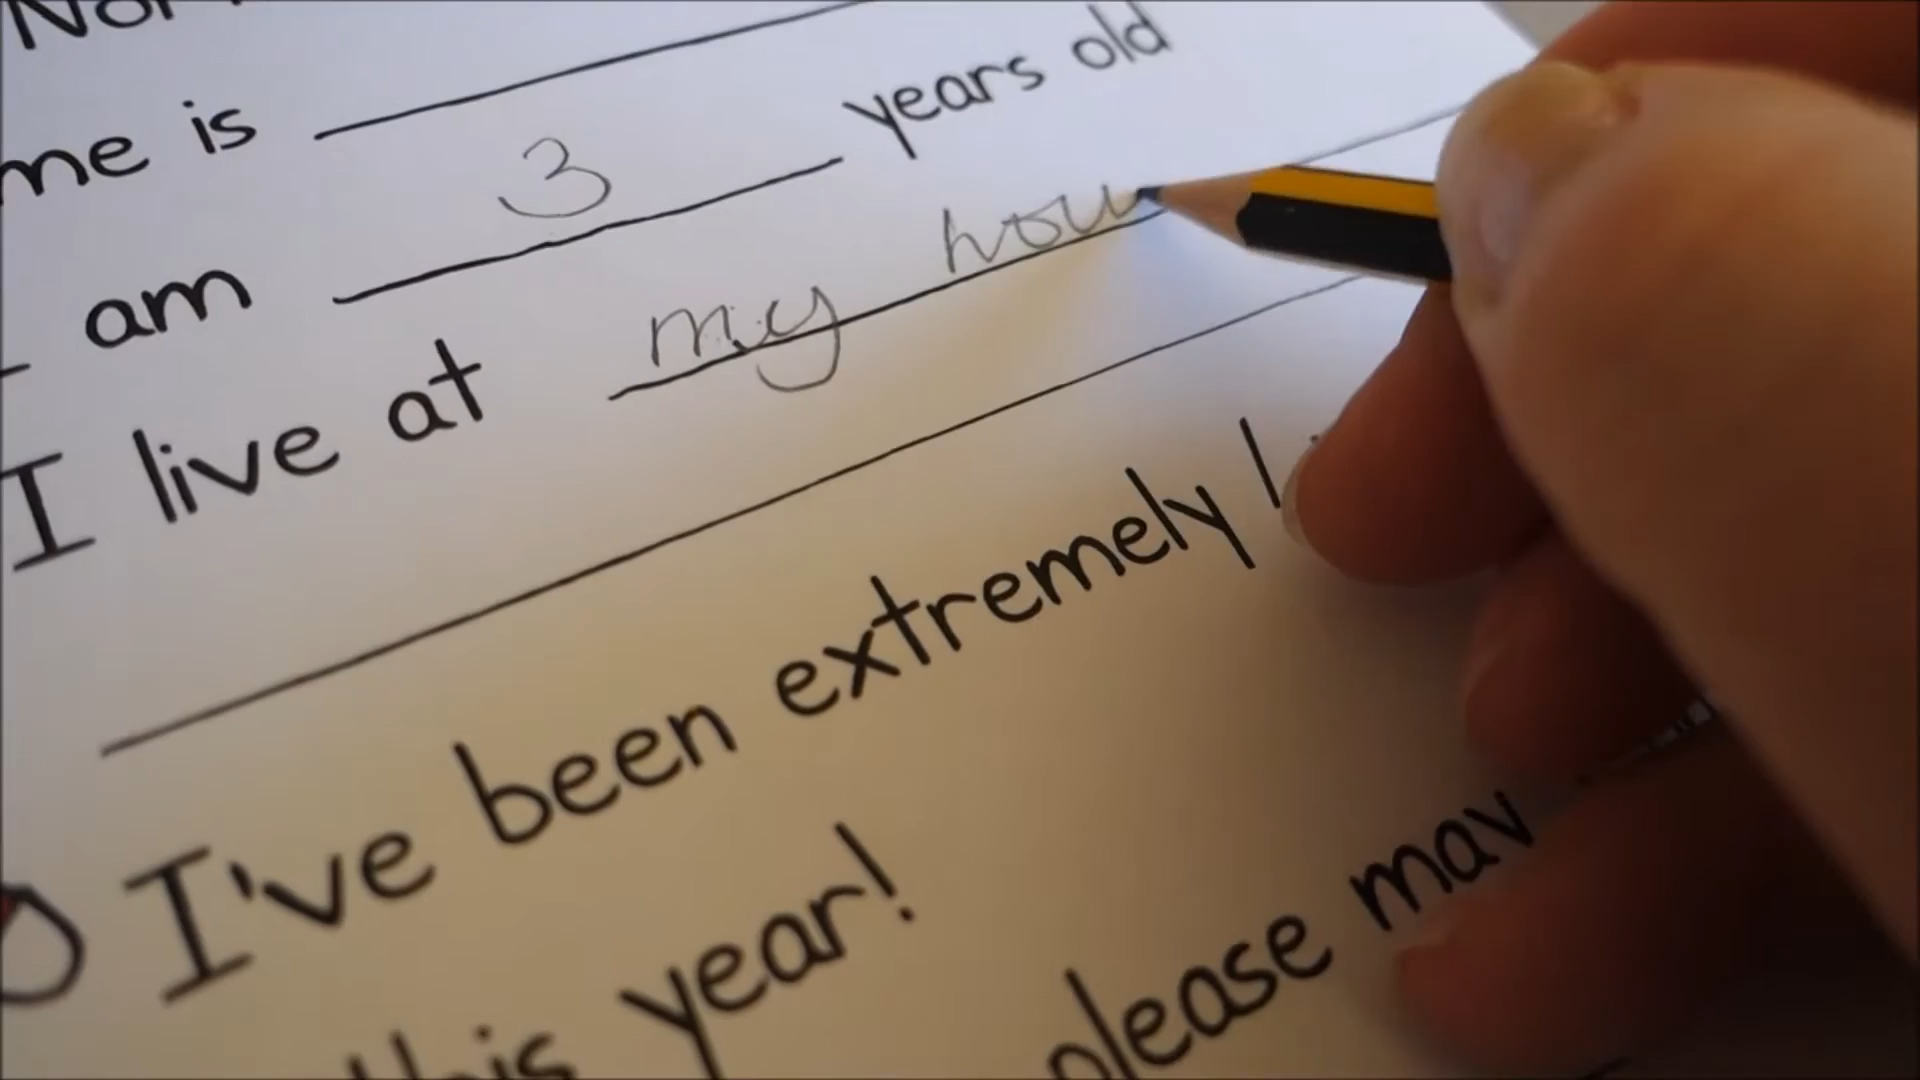 me is
I am 3 years old
I live at my hou
I've been extremely
this year!
please may